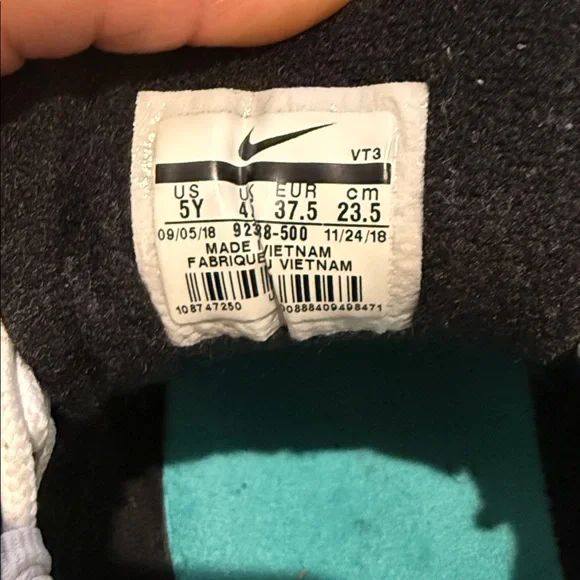 VT3
US EUR cm
5Y 37.5 23.5
09/05/18 11/24/18
MADE VIETNAM
FABRIQUE VIETNAM
108747250